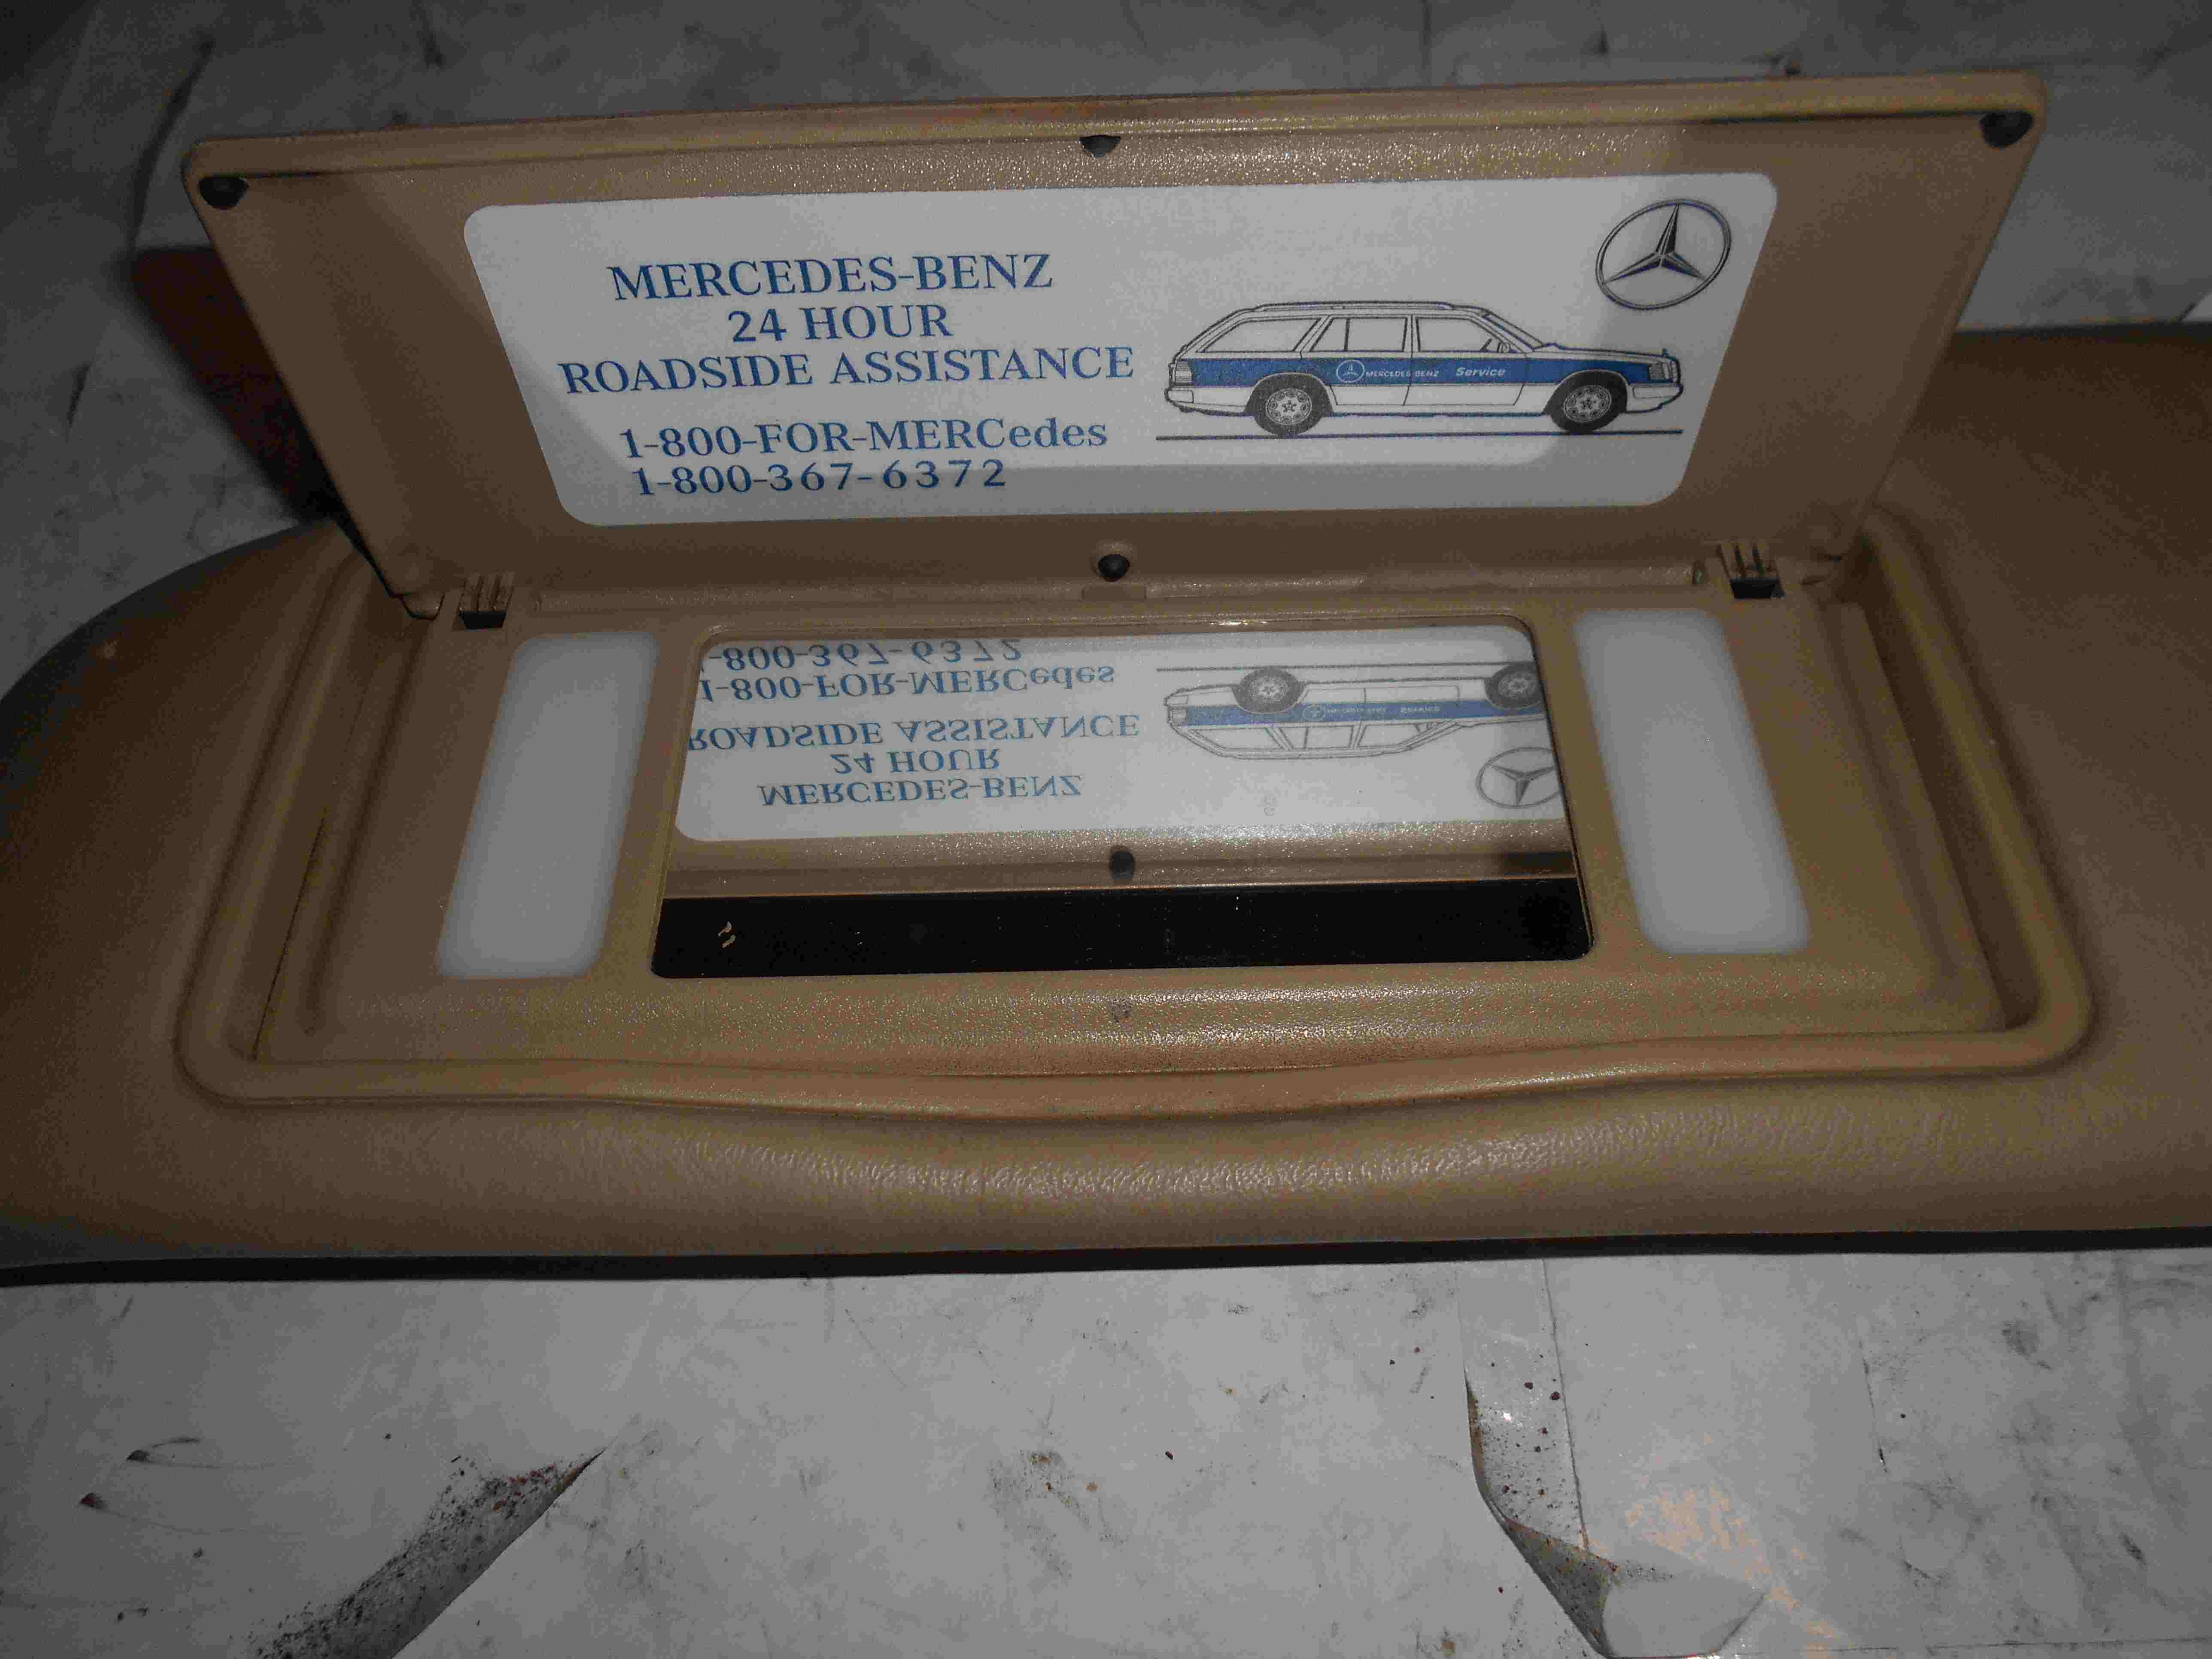 MERCEDES-BENZ
24 HOUR
ROADSIDE ASSISTANCE
1-800-FOR-MERCedes
1-800-367-6372
MERCEDES-BENZ Service